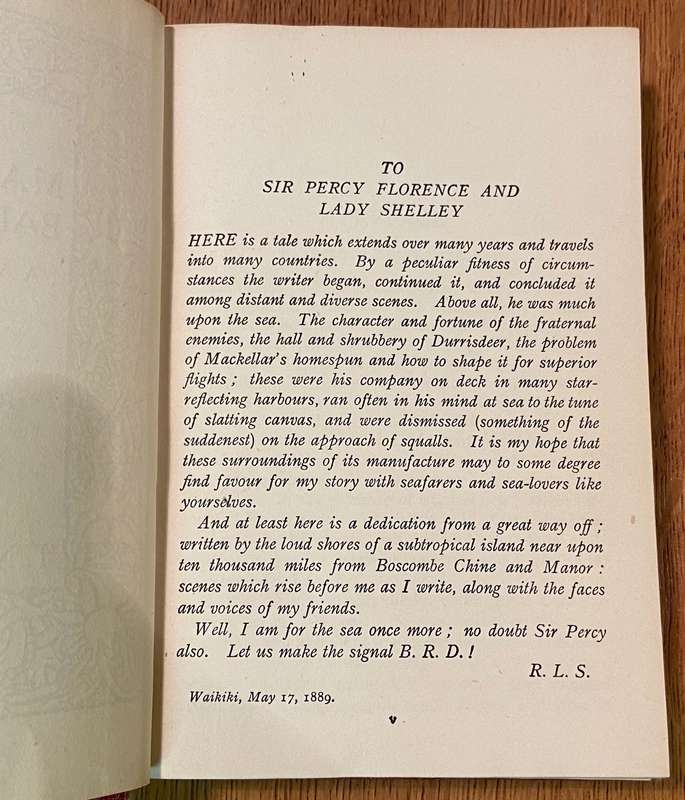 TO
SIR PERCY FLORENCE AND
LADY SHELLEY
HERE is a tale which extends over many years and travels
into many countries. By a peculiar fitness of circum-
stances the writer began, continued it, and concluded it
among distant and diverse scenes. Above all, he was much
upon the sea. The character and fortune of the fraternal
enemies, the hall and shrubbery of Durrisdeer, the problem
of Mackellar's homespun and how to shape it for superior
flights ; these were his company on deck in many star-
reflecting harbours, ran often in his mind at sea to the tune
of slatting canvas, and were dismissed (something of the
suddenest) on the approach of squalls. It is my hope that
these surroundings of its manufacture may to some degree
find favour for my story with seafarers and sea-lovers like
yourselves.
And at least here is a dedication from a great way off ;
written by the loud shores of a subtropical island near upon
ten thousand miles from Boscombe Chine and Manor :
scenes which rise before me as I write, along with the faces
and voices of my friends.
Well, I am for the sea once more ; no doubt Sir Percy
also. Let us make the signal B. R. D. !
R. L. S.
Waikiki, May 17, 1889.
v